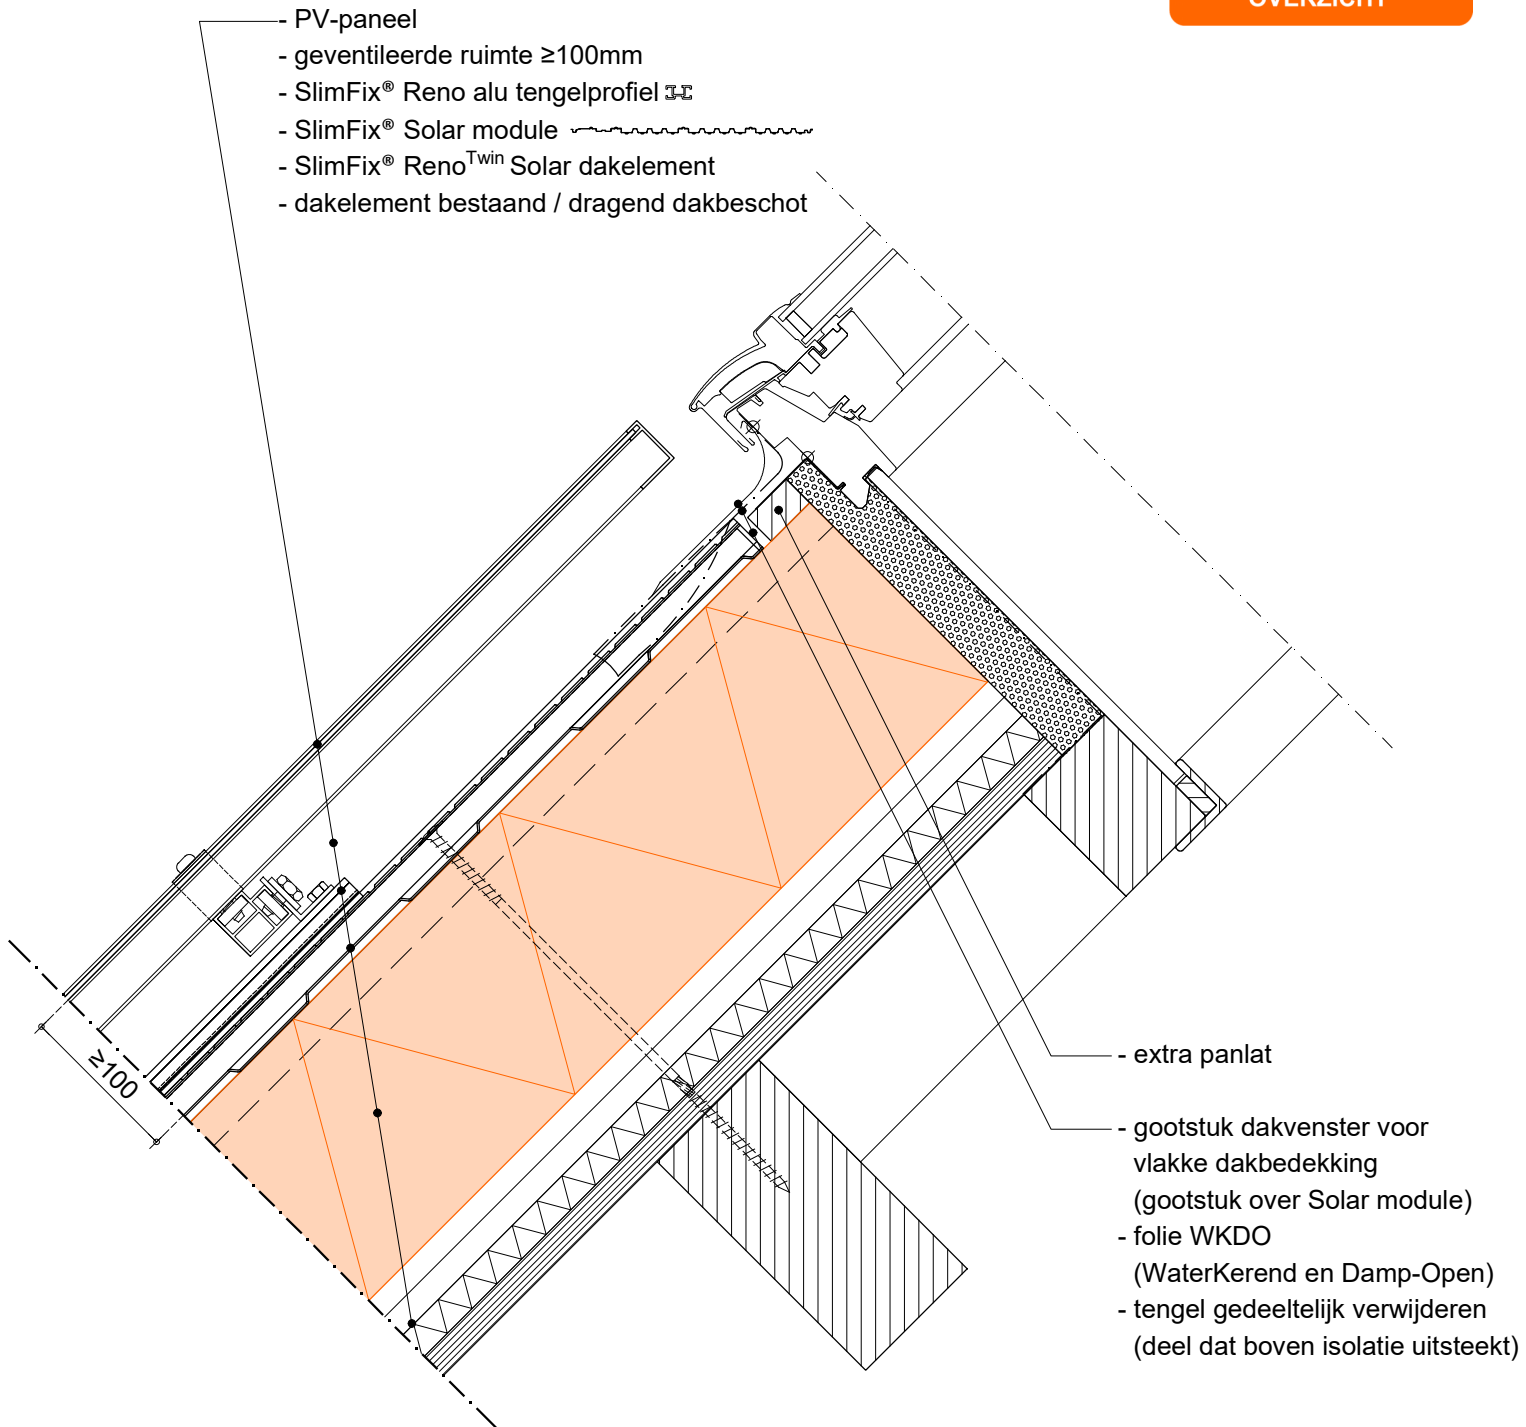 OVERZICHT
- PV-paneel
- geventileerde ruimte ≥100mm
- SlimFix® Reno alu tengelprofiel
- SlimFix® Solar module
- SlimFix® RenoTwin Solar dakelement
- dakelement bestaand / dragend dakbeschot
≥100
- extra panlat
- gootstuk dakvenster voor
vlakke dakbedekking
(gootstuk over Solar module)
- folie WKDO
(WaterKerend en Damp-Open)
- tengel gedeeltelijk verwijderen
(deel dat boven isolatie uitsteekt)